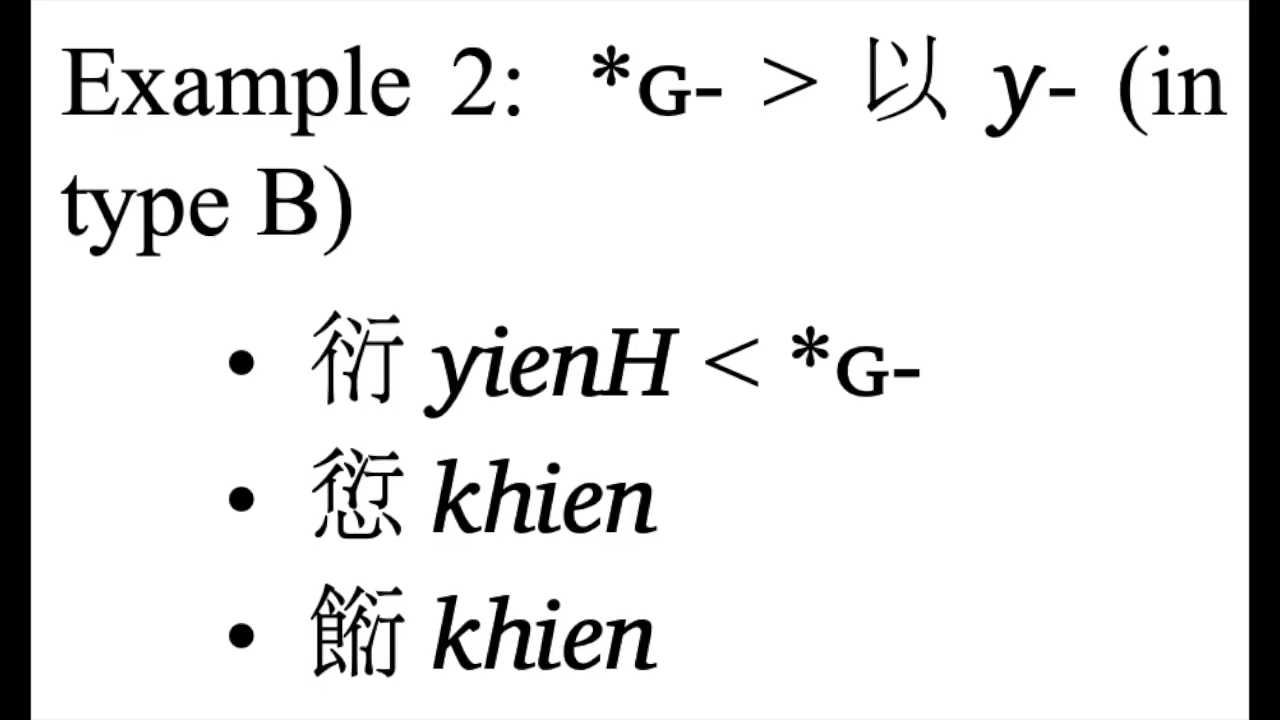 Example 2: *ɢ- > 以 y- (in
type B)
• 衍 yienH < *ɢ-
• 愆 khien
• 餰 khien